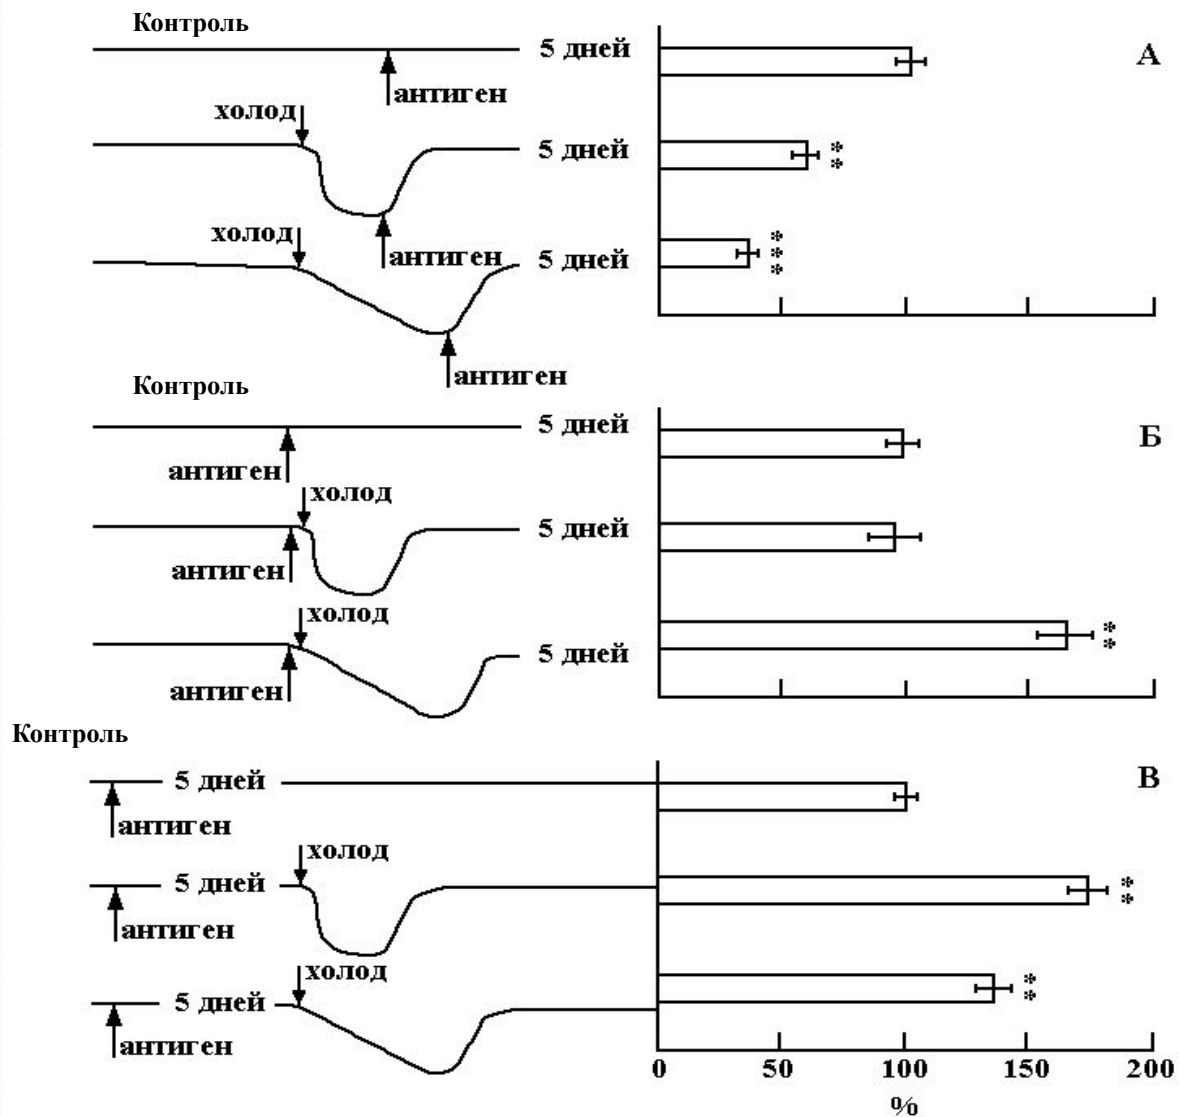 Контроль
5 дней
А
антиген
холод
5 дней
**
антиген
холод
5 дней
***
антиген
Контроль
5 дней
Б
антиген
холод
5 дней
антиген
холод
5 дней
**
антиген
Контроль
5 дней
В
антиген
холод
5 дней
**
антиген
холод
5 дней
**
антиген
0 50 100 150 200
%